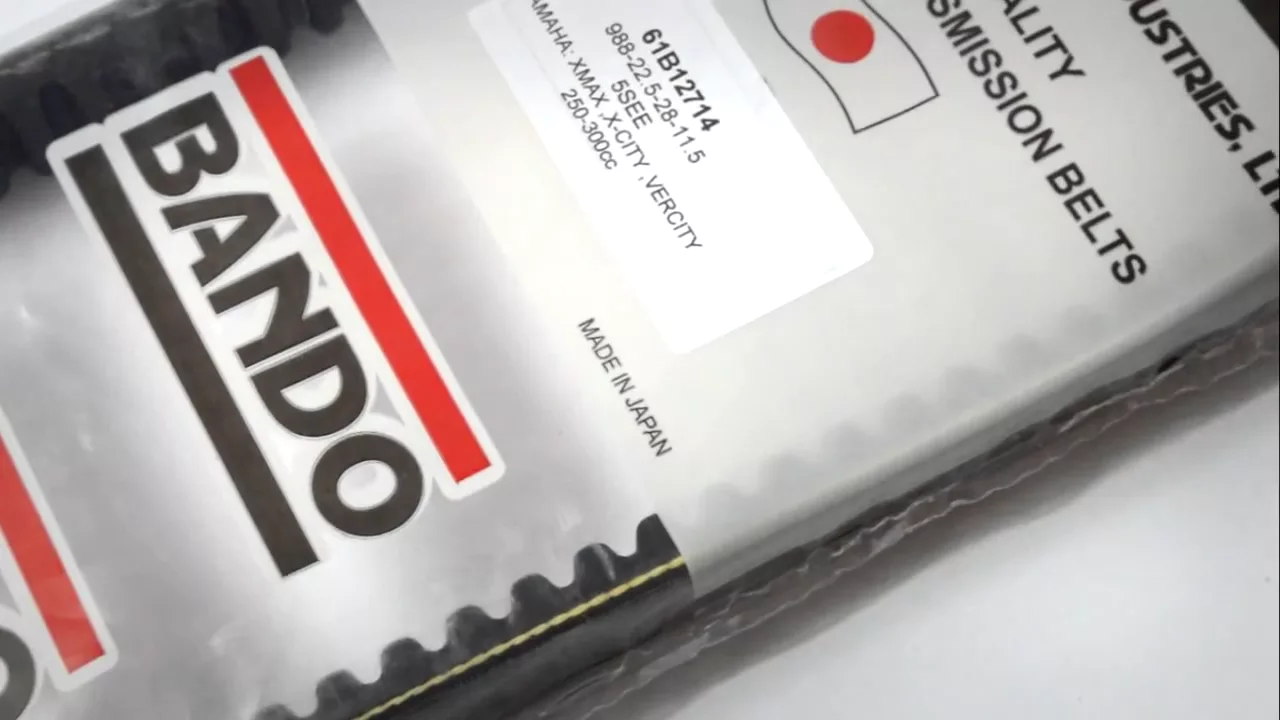 BANDO
61B12714
988-22.5-28-11.5
5SEE
AMAHA: XMAX ,X-CITY ,VERCITY
250-300cc
MADE IN JAPAN
ALITY
SMISSION BELTS
USTRIES,